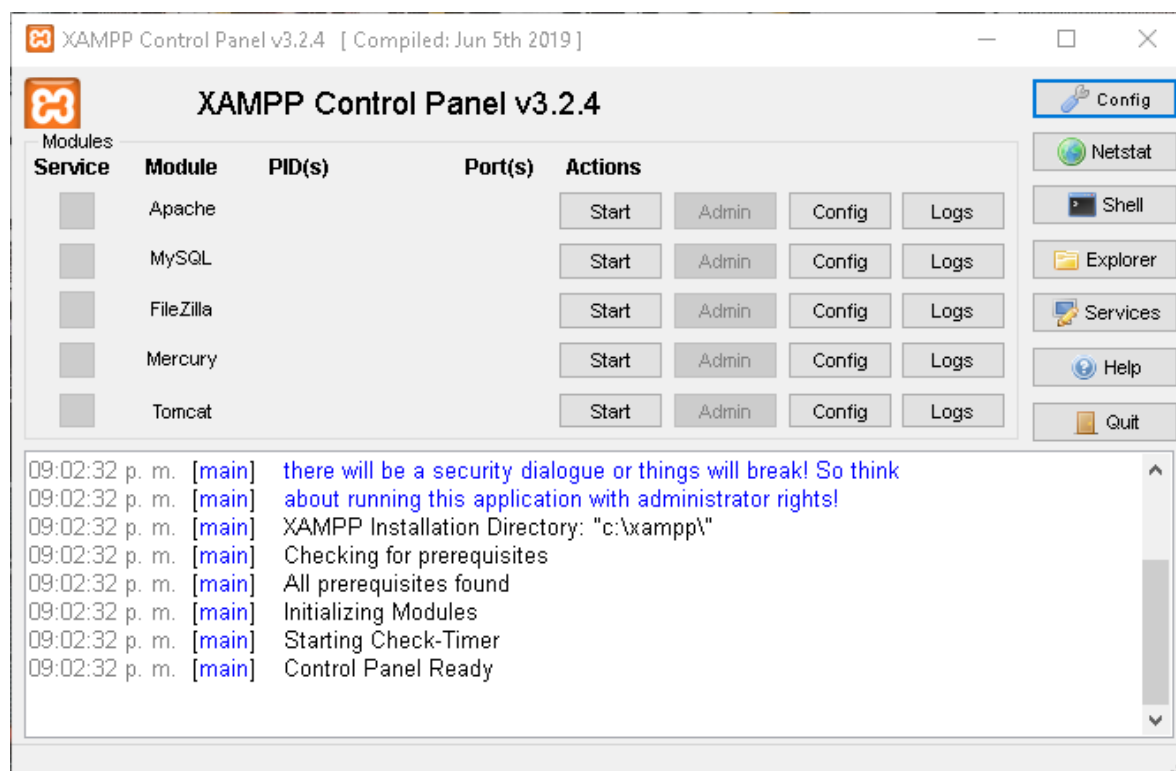 XAMPP Control Panel v3.2.4 [ Compiled: Jun 5th 2019 ]
XAMPP Control Panel v3.2.4
Config
Netstat
Shell
Explorer
Services
Help
Quit
Modules
Service Module PID(s) Port(s) Actions
Apache Start Admin Config Logs
MySQL Start Admin Config Logs
FileZilla Start Admin Config Logs
Mercury Start Admin Config Logs
Tomcat Start Admin Config Logs
09:02:32 p. m. [main] there will be a security dialogue or things will break! So think
09:02:32 p. m. [main] about running this application with administrator rights!
09:02:32 p. m. [main] XAMPP Installation Directory: "c:\xampp\"
09:02:32 p. m. [main] Checking for prerequisites
09:02:32 p. m. [main] All prerequisites found
09:02:32 p. m. [main] Initializing Modules
09:02:32 p. m. [main] Starting Check-Timer
09:02:32 p. m. [main] Control Panel Ready